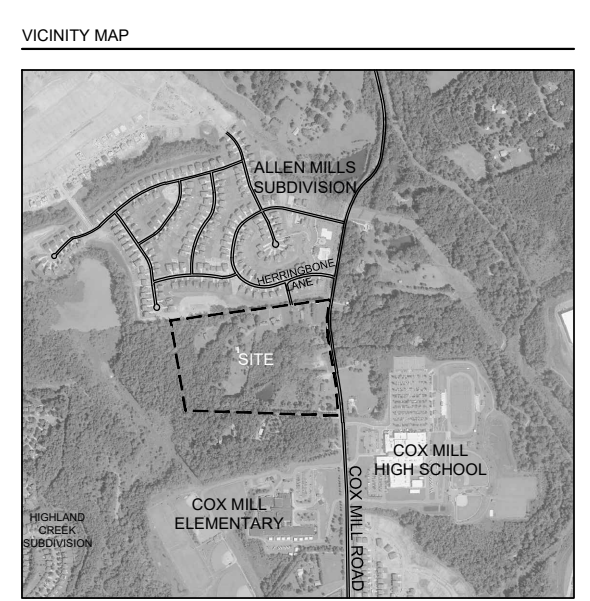 VICINITY MAP
ALLEN MILLS
SUBDIVISION
HERRINGBONE
LANE
SITE
COX MILL
HIGH SCHOOL
COX MILL
ELEMENTARY
COX MILL ROAD
HIGHLAND
CREEK
SUBDIVISION